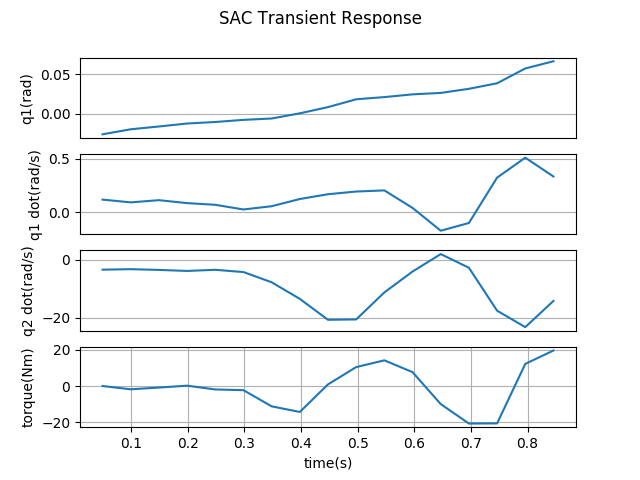 SAC Transient Response
q1(rad)
0.05
0.00
q1 dot(rad/s)
0.5
0.0
q2 dot(rad/s)
0
−20
torque(Nm)
20
0
−20
0.1 0.2 0.3 0.4 0.5 0.6 0.7 0.8
time(s)